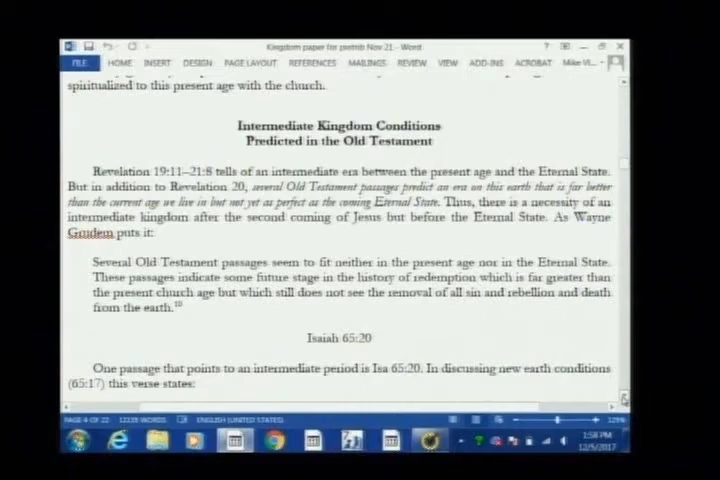 Kingdom paper for pretrib Nov 21 - Word
FILE HOME INSERT DESIGN PAGE LAYOUT REFERENCES MAILINGS REVIEW VIEW ADD-INS ACROBAT
spiritualized to this present age with the church.
Intermediate Kingdom Conditions
Predicted in the Old Testament
Revelation 19:11–21:8 tells of an intermediate era between the present age and the Eternal State.
But in addition to Revelation 20, several Old Testament passages predict an era on this earth that is far better
than the current age we live in but not yet as perfect as the coming Eternal State. Thus, there is a necessity of an
intermediate kingdom after the second coming of Jesus but before the Eternal State. As Wayne
Grudem puts it:
Several Old Testament passages seem to fit neither in the present age nor in the Eternal State.
These passages indicate some future stage in the history of redemption which is far greater than
the present church age but which still does not see the removal of all sin and rebellion and death
from the earth.
Isaiah 65:20
One passage that points to an intermediate period is Isa 65:20. In discussing new earth conditions
(65:17) this verse states:
PAGE 4 OF 22 WORDS ENGLISH (UNITED STATES)
1:58 PM
12/5/2017